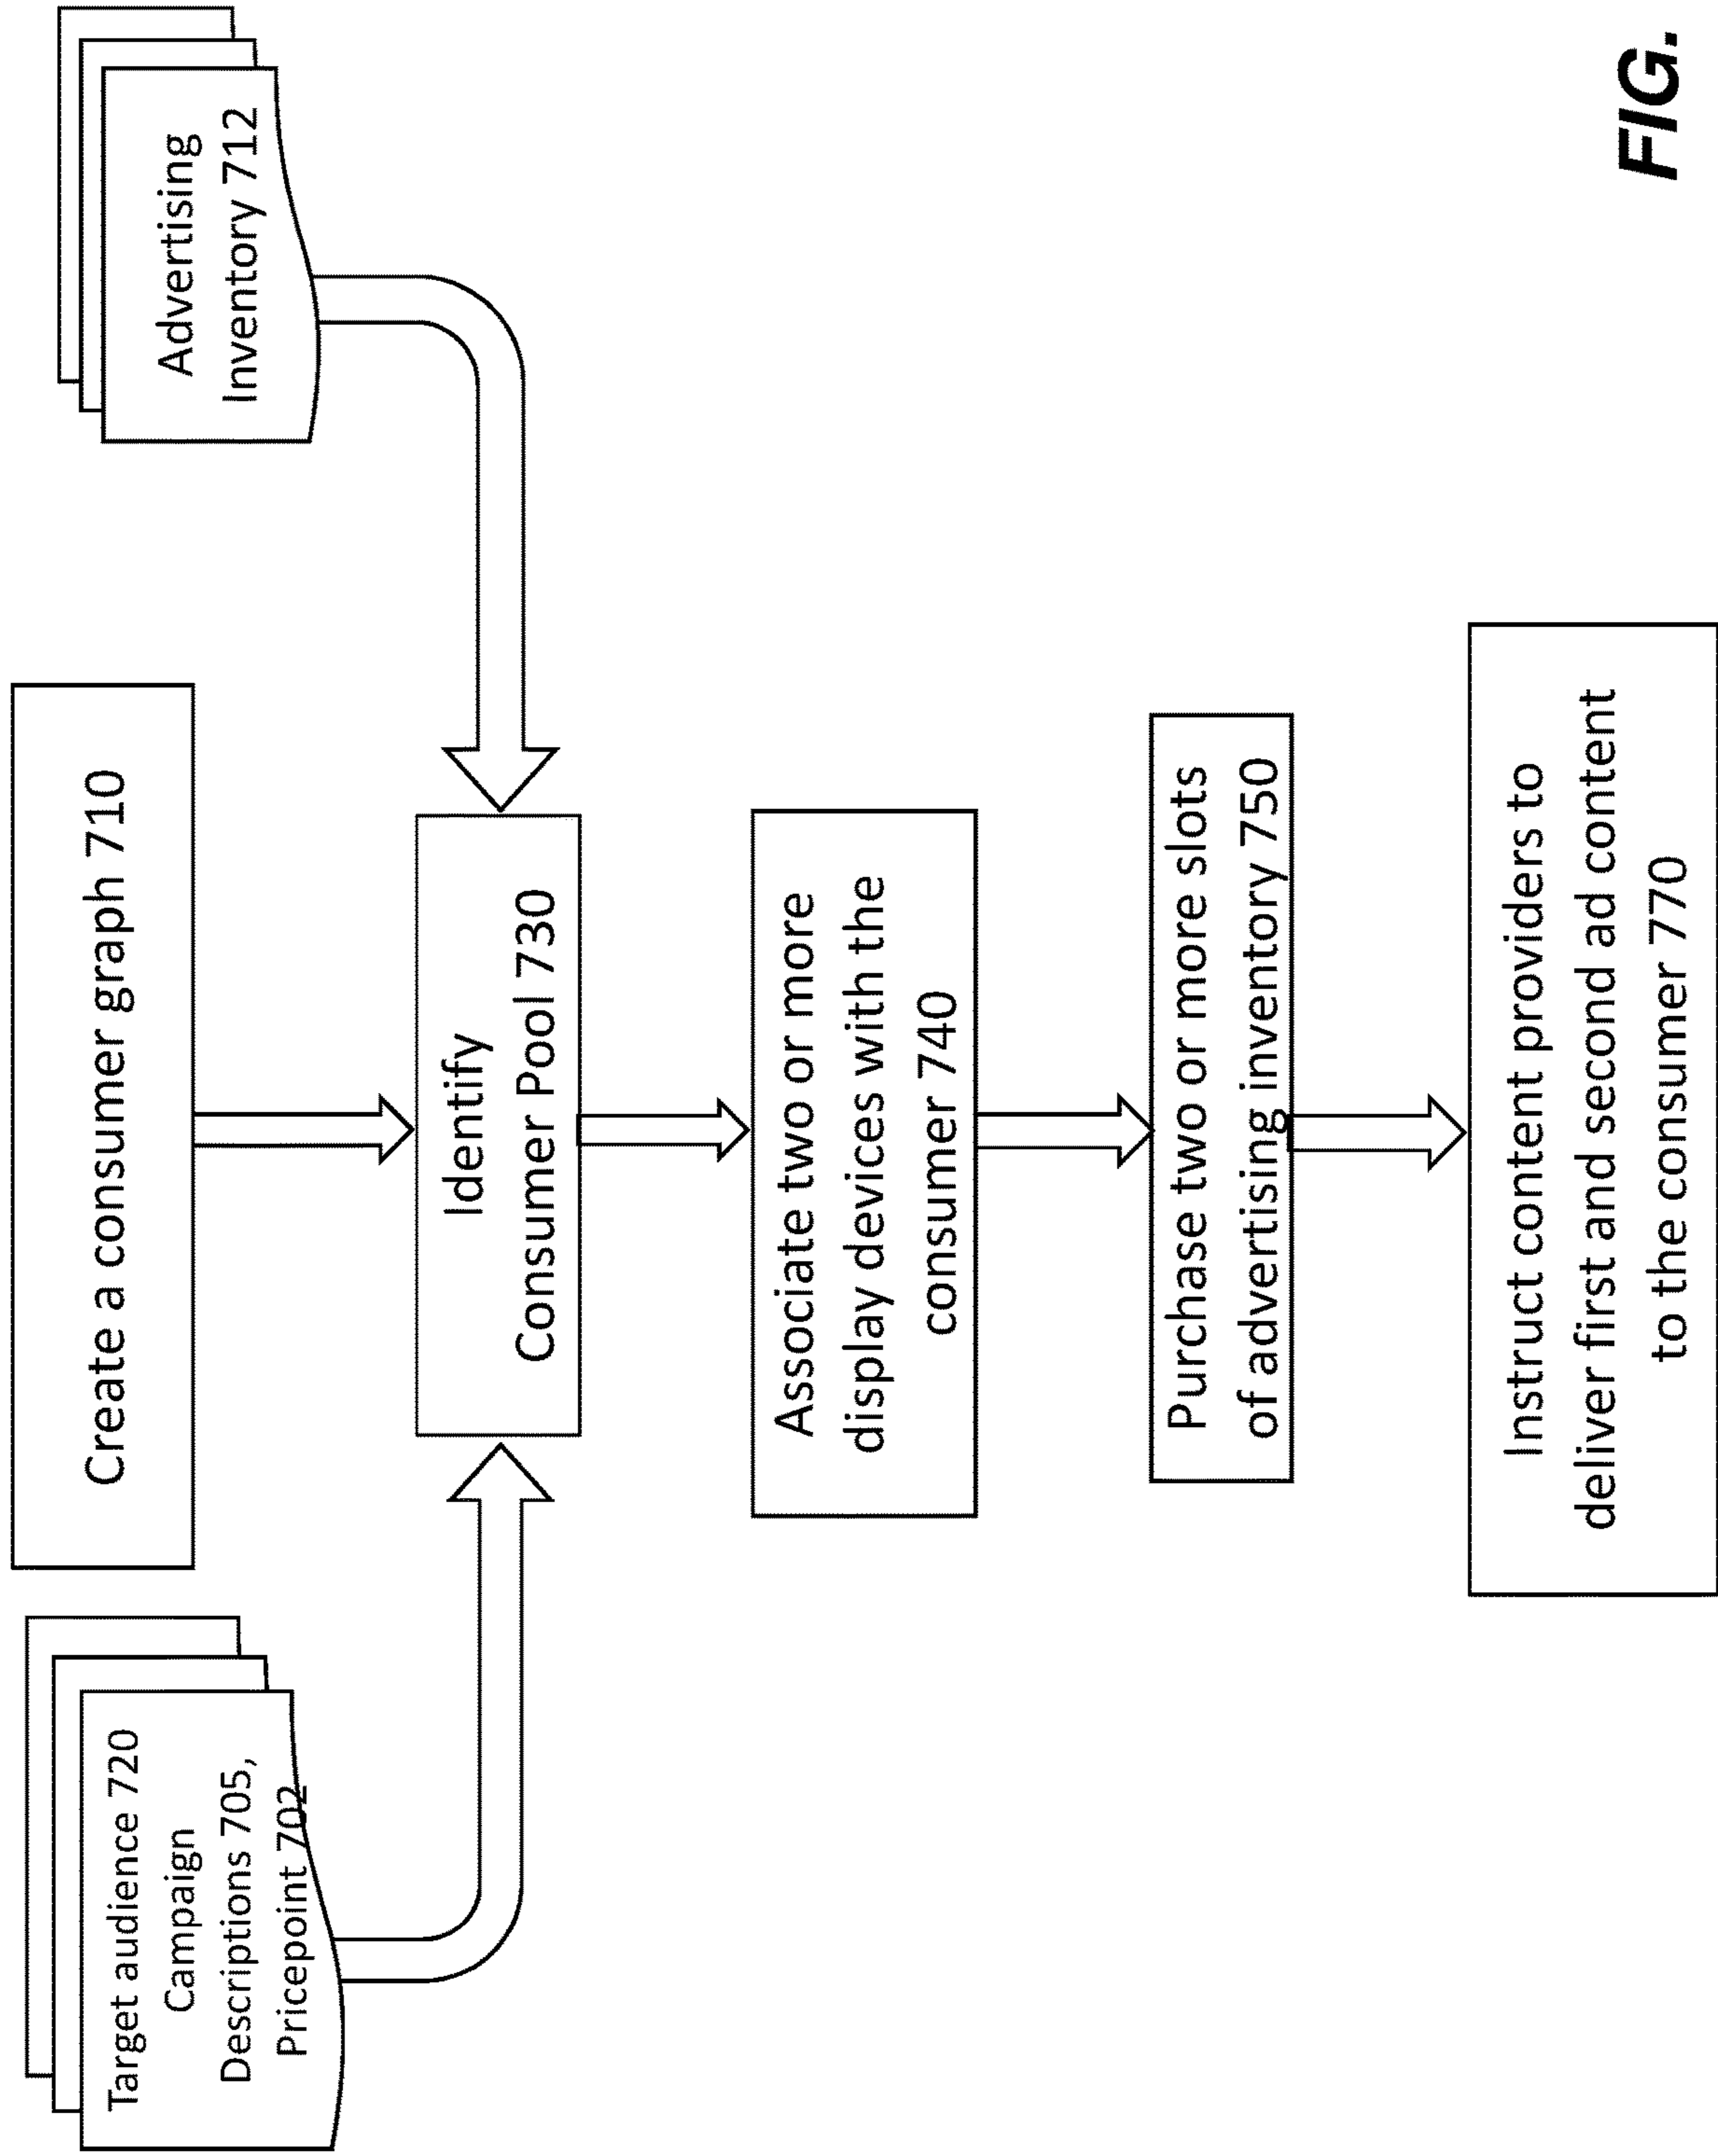 Target audience 720
Campaign
Descriptions 705,
Pricepoint 702
Create a consumer graph 710
Advertising
Inventory 712
Identify
Consumer Pool 730
Associate two or more
display devices with the
consumer 740
Purchase two or more slots
of advertising inventory 750
Instruct content providers to
deliver first and second ad content
to the consumer 770
FIG.